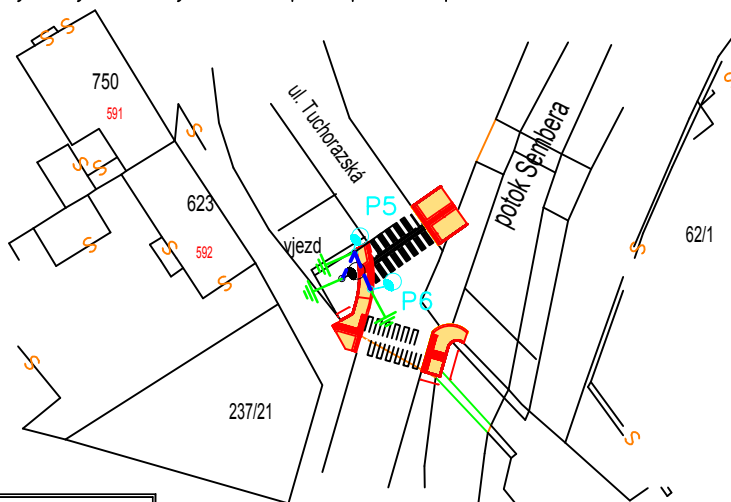 750
591
ul. Tuchorazská
potok Šembera
P5
623
62/1
592
vjezd
P6
237/21